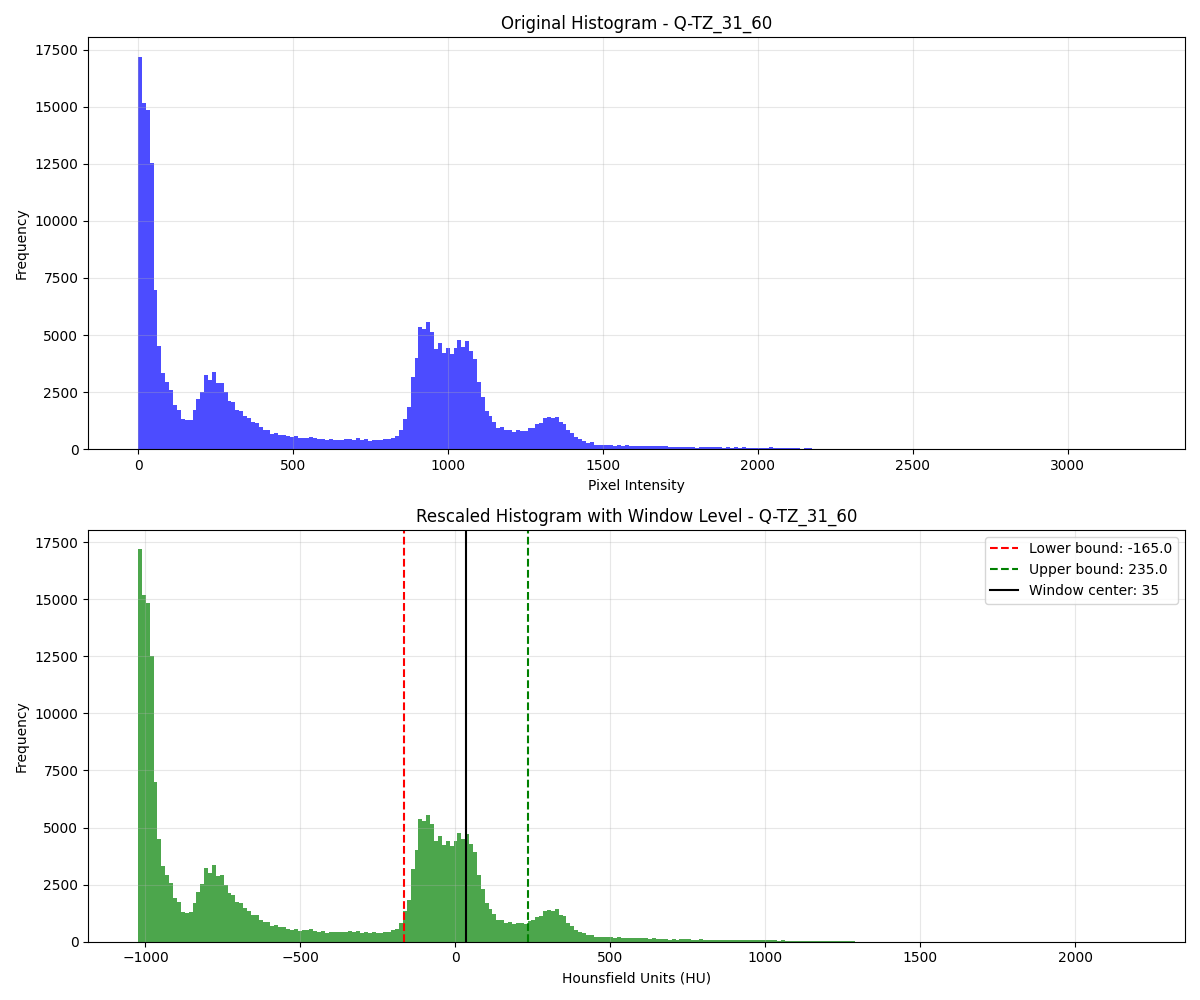 Original Histogram - Q-TZ_31_60
Frequency
17500
15000
12500
10000
7500
5000
2500
0
0 500 1000 1500 2000 2500 3000
Pixel Intensity
Rescaled Histogram with Window Level - Q-TZ_31_60
Frequency
17500
15000
12500
10000
7500
5000
2500
0
Lower bound: -165.0
Upper bound: 235.0
Window center: 35
−1000 −500 0 500 1000 1500 2000
Hounsfield Units (HU)